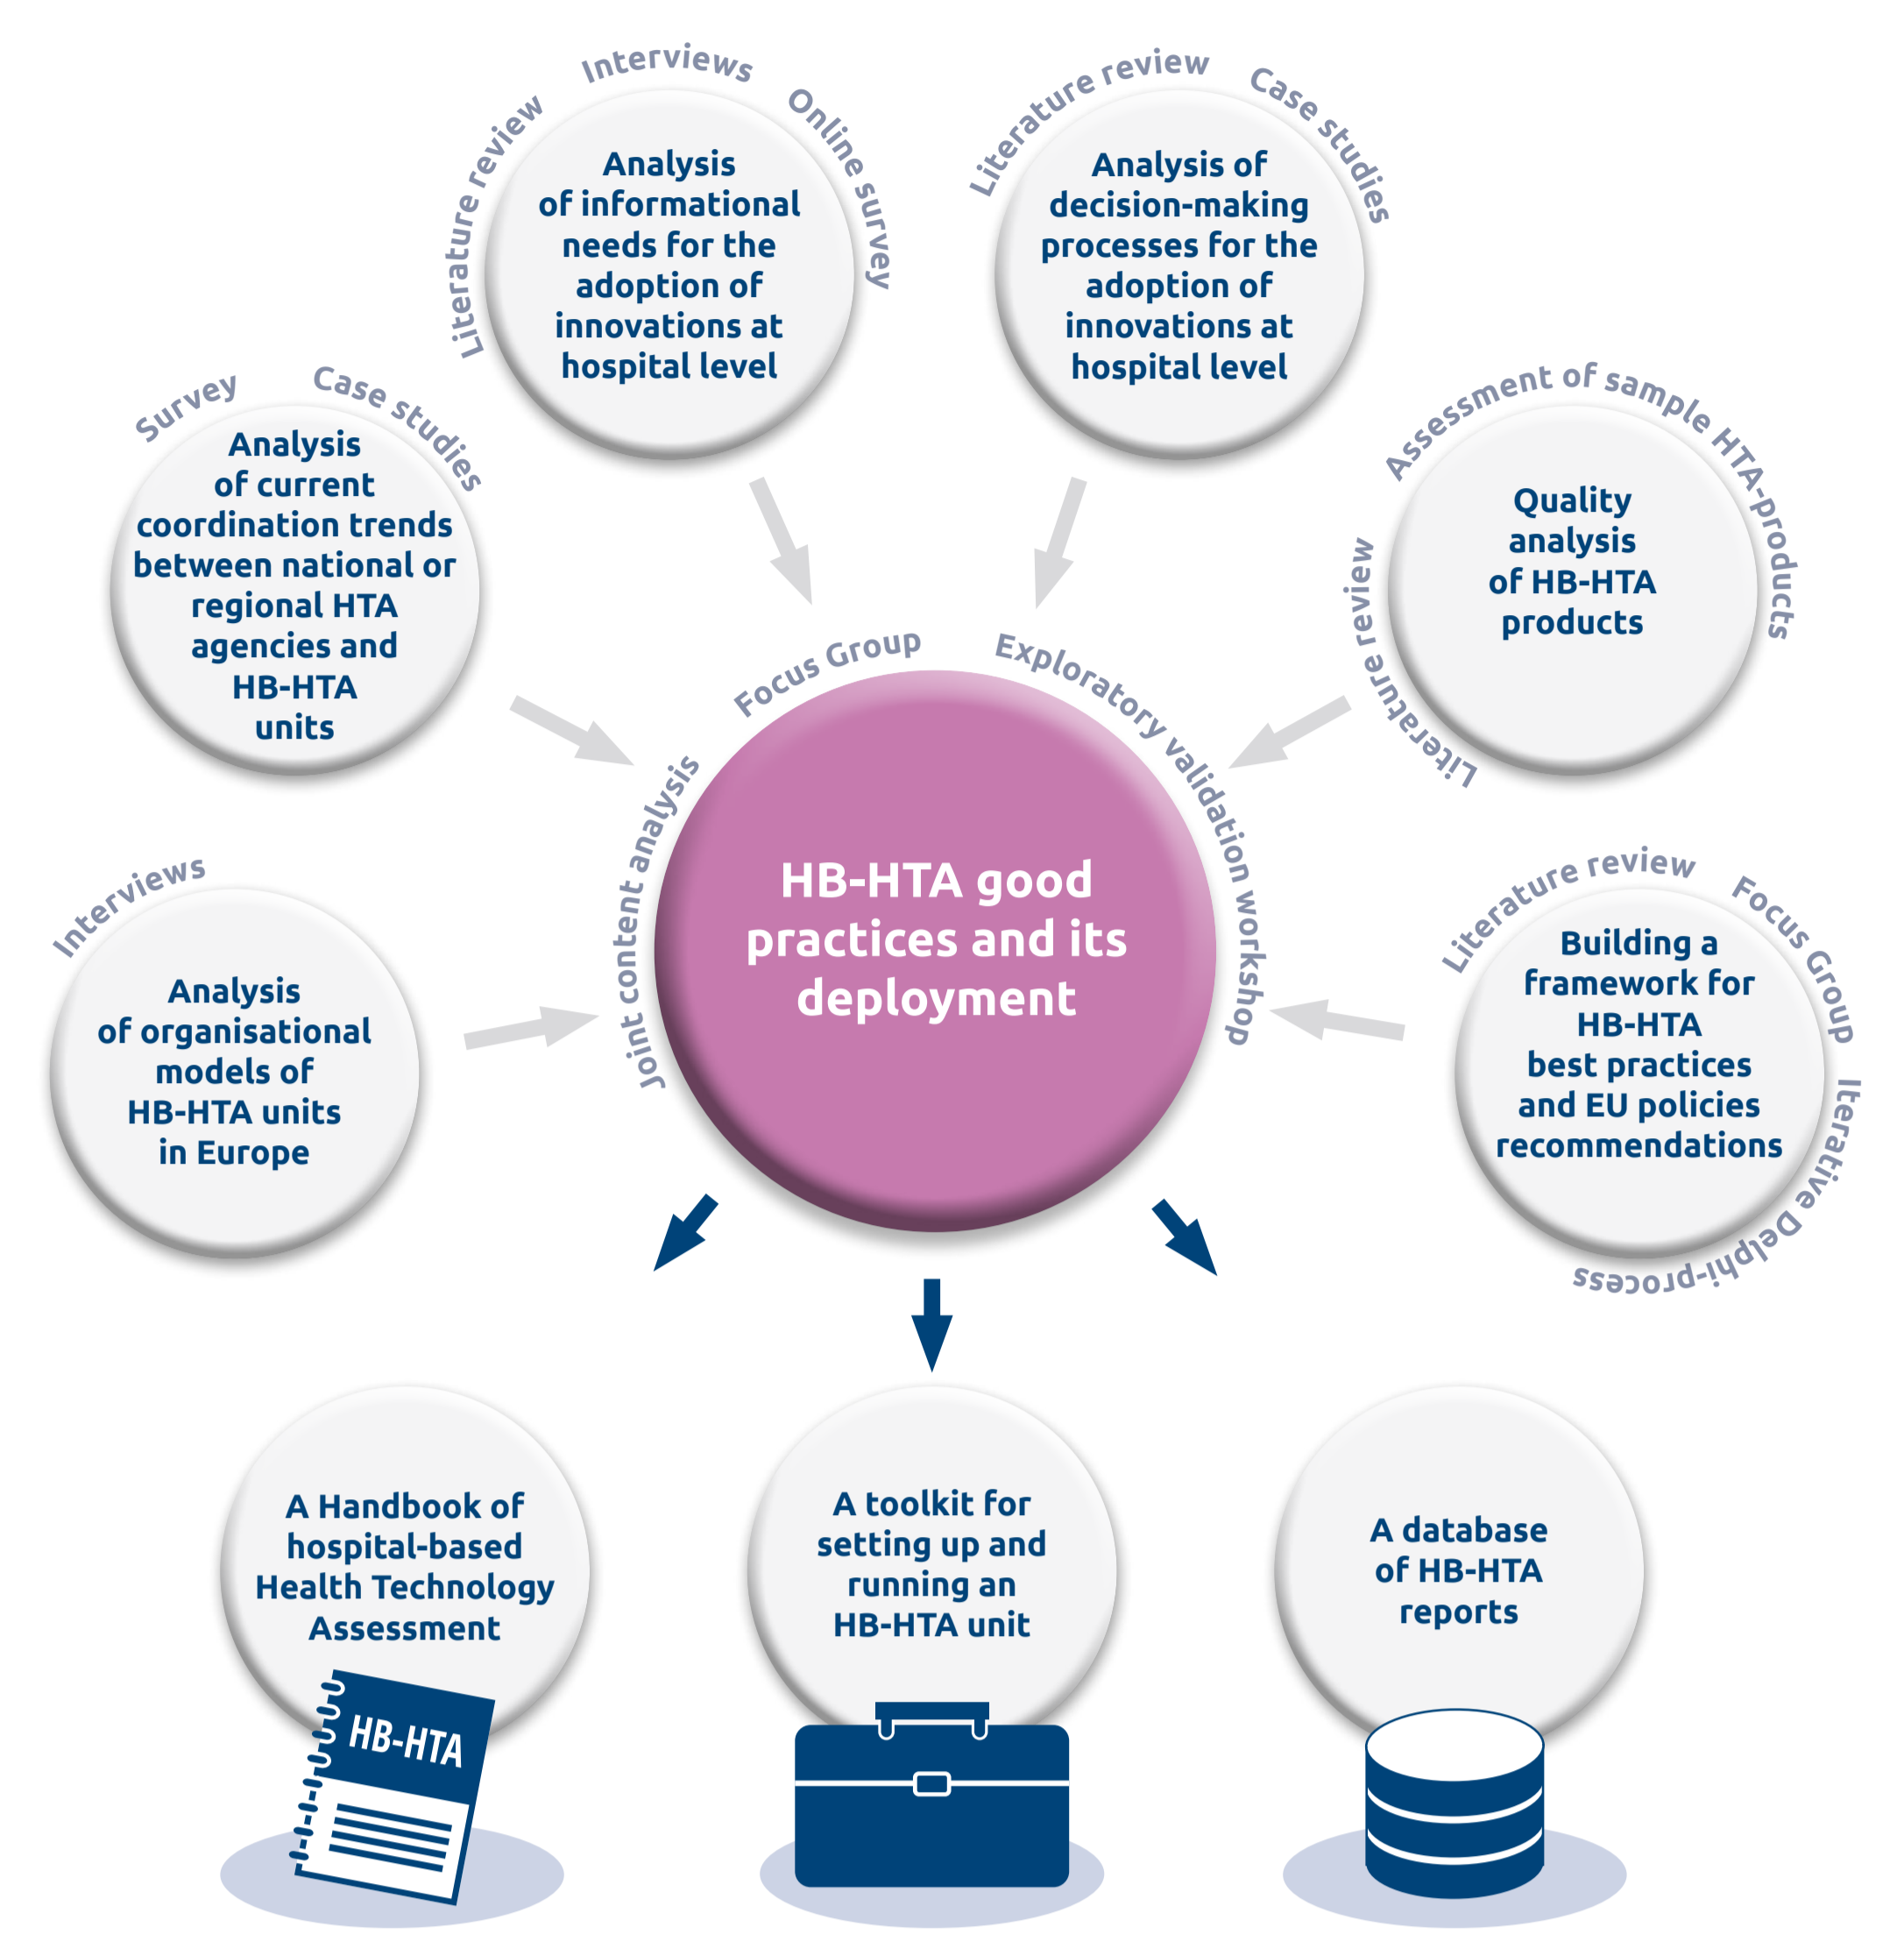 Literature review
Interviews
Online survey
Analysis
of informational
needs for the
adoption of
innovations at
hospital level
Literature review
Case studies
Analysis of
decision-making
processes for the
adoption of
innovations at
hospital level
Survey
Case studies
Analysis
of current
coordination trends
between national or
regional HTA
agencies and
HB-HTA
units
Literature review
Assessment of sample HTA-products
Quality
analysis
of HB-HTA
products
Interviews
Analysis
of organisational
models of
HB-HTA units
in Europe
Joint content analysis
Focus Group
Exploratory validation workshop
HB-HTA good
practices and its
deployment
Literature review
Focus Group
Iterative Delphi-process
Building a
framework for
HB-HTA
best practices
and EU policies
recommendations
A Handbook of
hospital-based
Health Technology
Assessment
HB-HTA
A toolkit for
setting up and
running an
HB-HTA unit
A database
of HB-HTA
reports